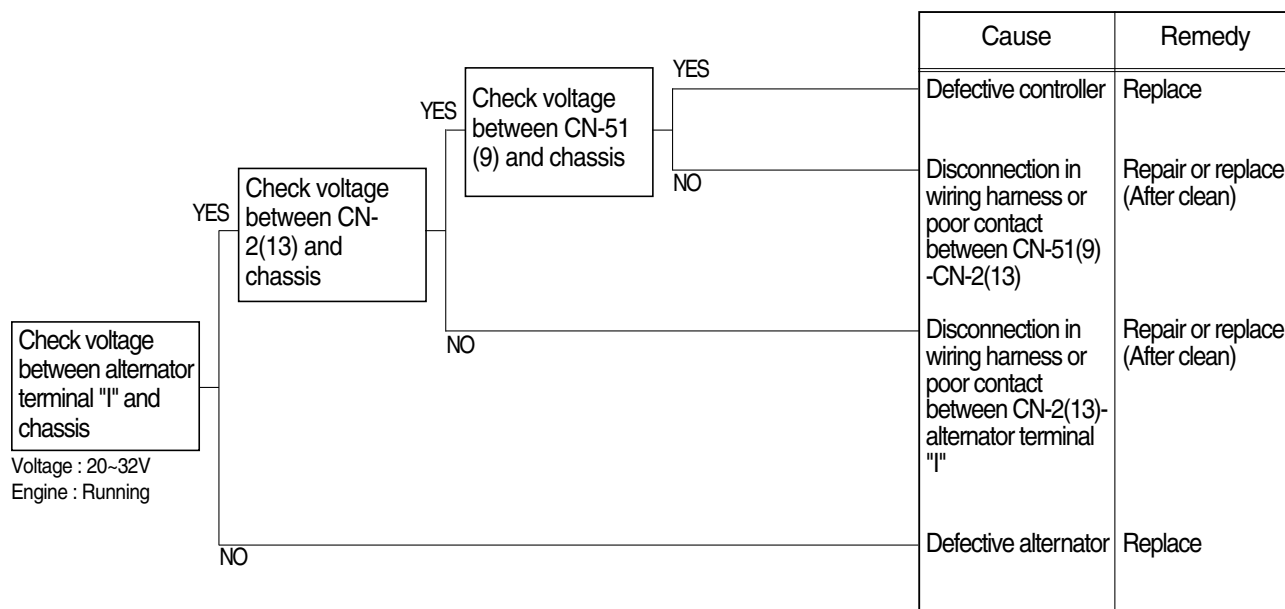 Cause
Remedy
YES
Defective controller
Replace
Check voltage
between CN-51
(9) and chassis
YES
NO
Disconnection in
wiring harness or
poor contact
between CN-51(9)
-CN-2(13)
Repair or replace
(After clean)
Check voltage
between CN-
2(13) and
chassis
YES
NO
Disconnection in
wiring harness or
poor contact
between CN-2(13)-
alternator terminal
"I"
Repair or replace
(After clean)
Check voltage
between alternator
terminal "I" and
chassis
Voltage : 20~32V
Engine : Running
NO
Defective alternator
Replace